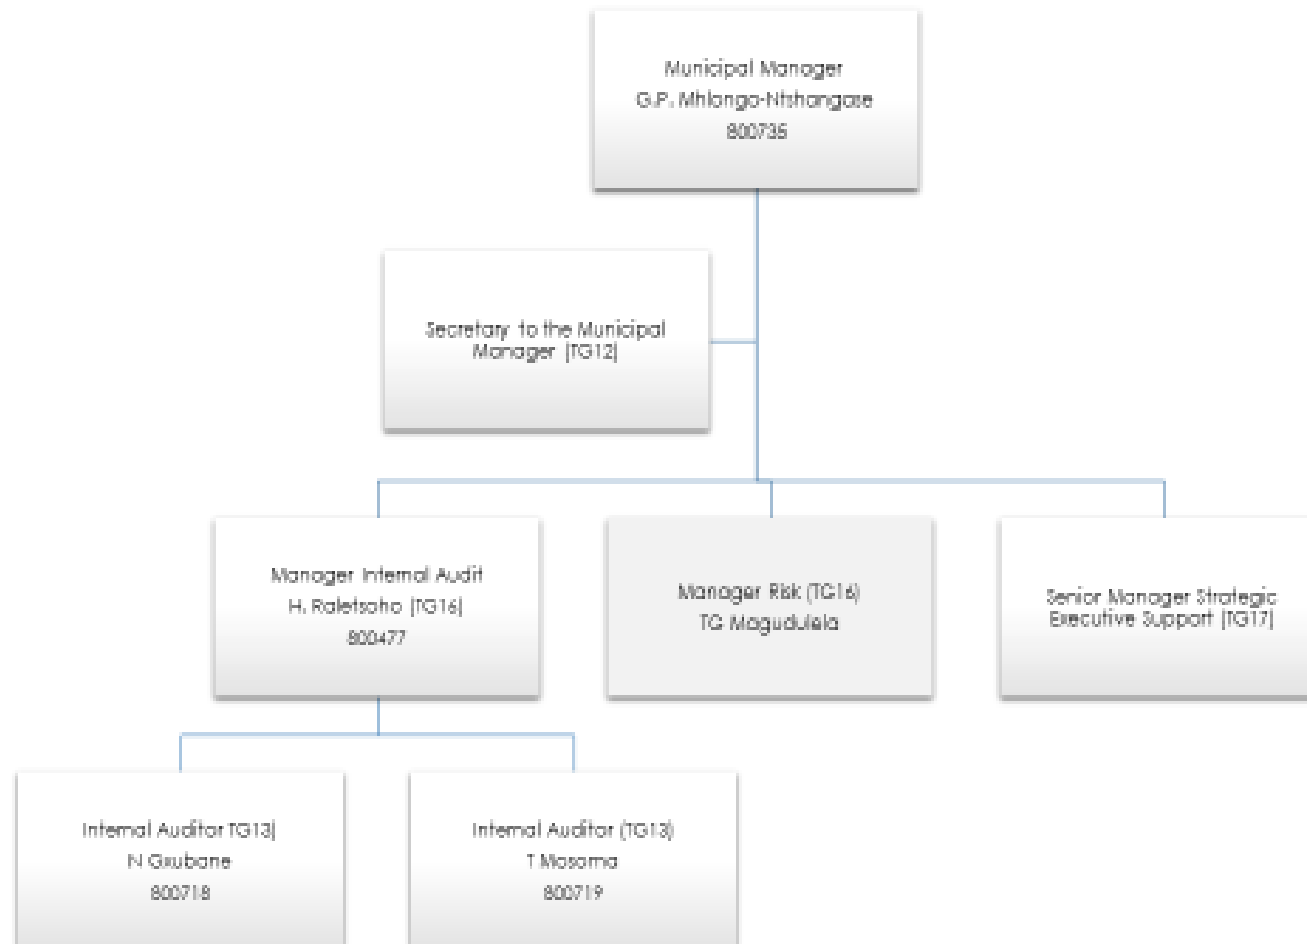 Municipal Manager
G.P. Mhlongo-Ntshangase
800735
Secretary to the Municipal
Manager (TG12)
Manager Internal Audit
H. Raletsoho (TG16)
800477
Manager Risk (TG16)
TG Magudulela
Senior Manager Strategic
Executive Support (TG17)
Internal Auditor TG13)
N Gxubane
800718
Internal Auditor (TG13)
T Mosoma
800719